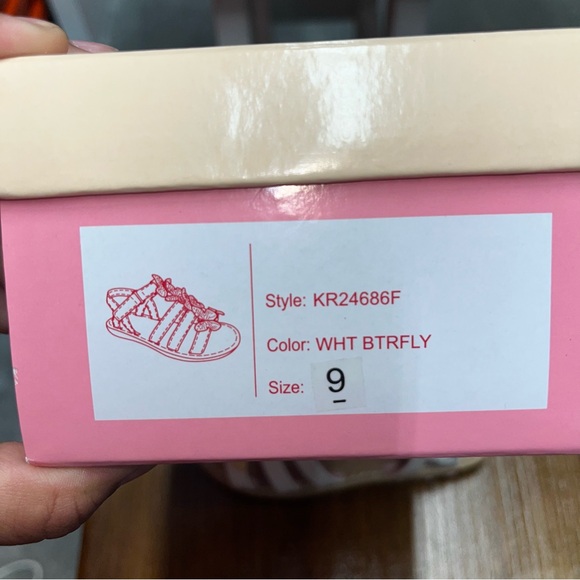 Style: KR24686F
Color: WHT BTRFLY
Size: 9